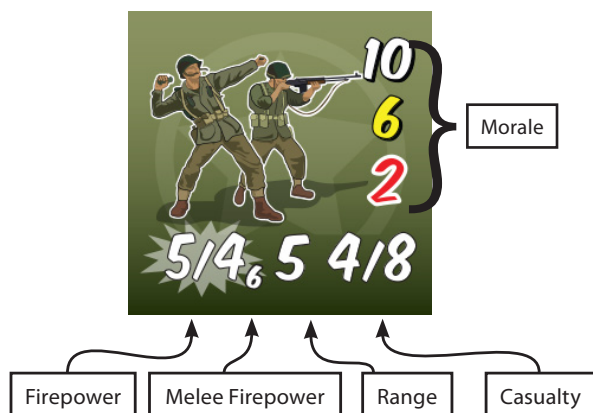 10
6
2
Morale
5/4 6 5 4/8
Firepower
Melee Firepower
Range
Casualty